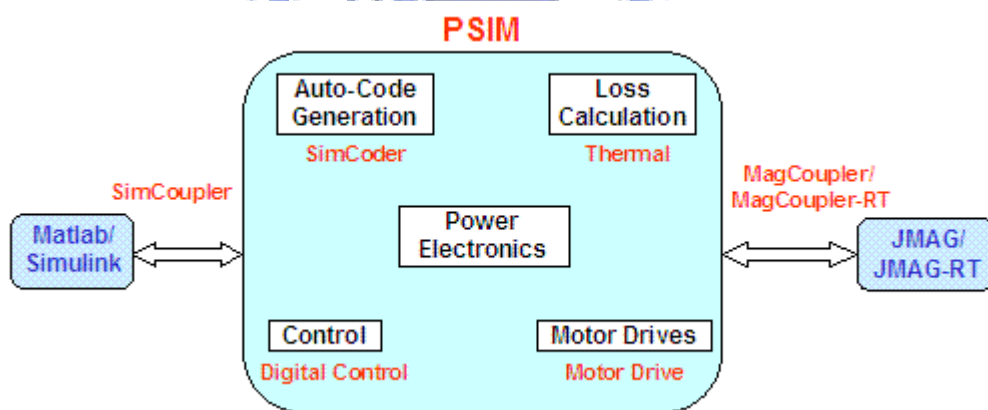 PSIM
Auto-Code
Generation
SimCoder
Loss
Calculation
Thermal
SimCoupler
MagCoupler/
MagCoupler-RT
Matlab/
Simulink
Power
Electronics
JMAG/
JMAG-RT
Control
Digital Control
Motor Drives
Motor Drive